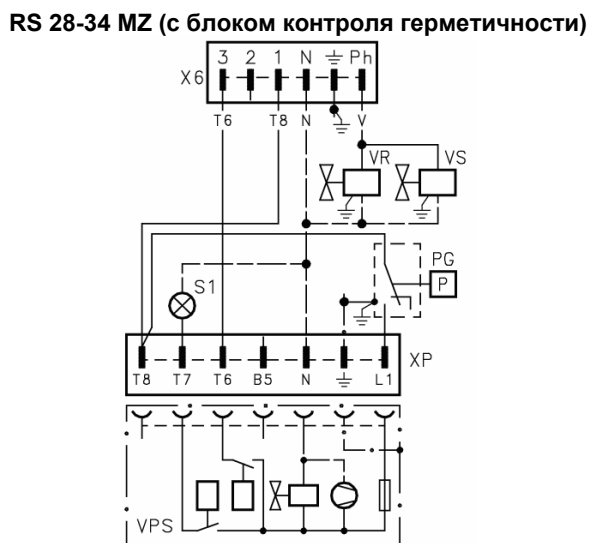 RS 28-34 MZ (с блоком контроля герметичности)
3 2 1 N Ph
X6
T6 T8 N V
VR VS
PG
P
S1
XP
T8 T7 T6 B5 N L1
VPS